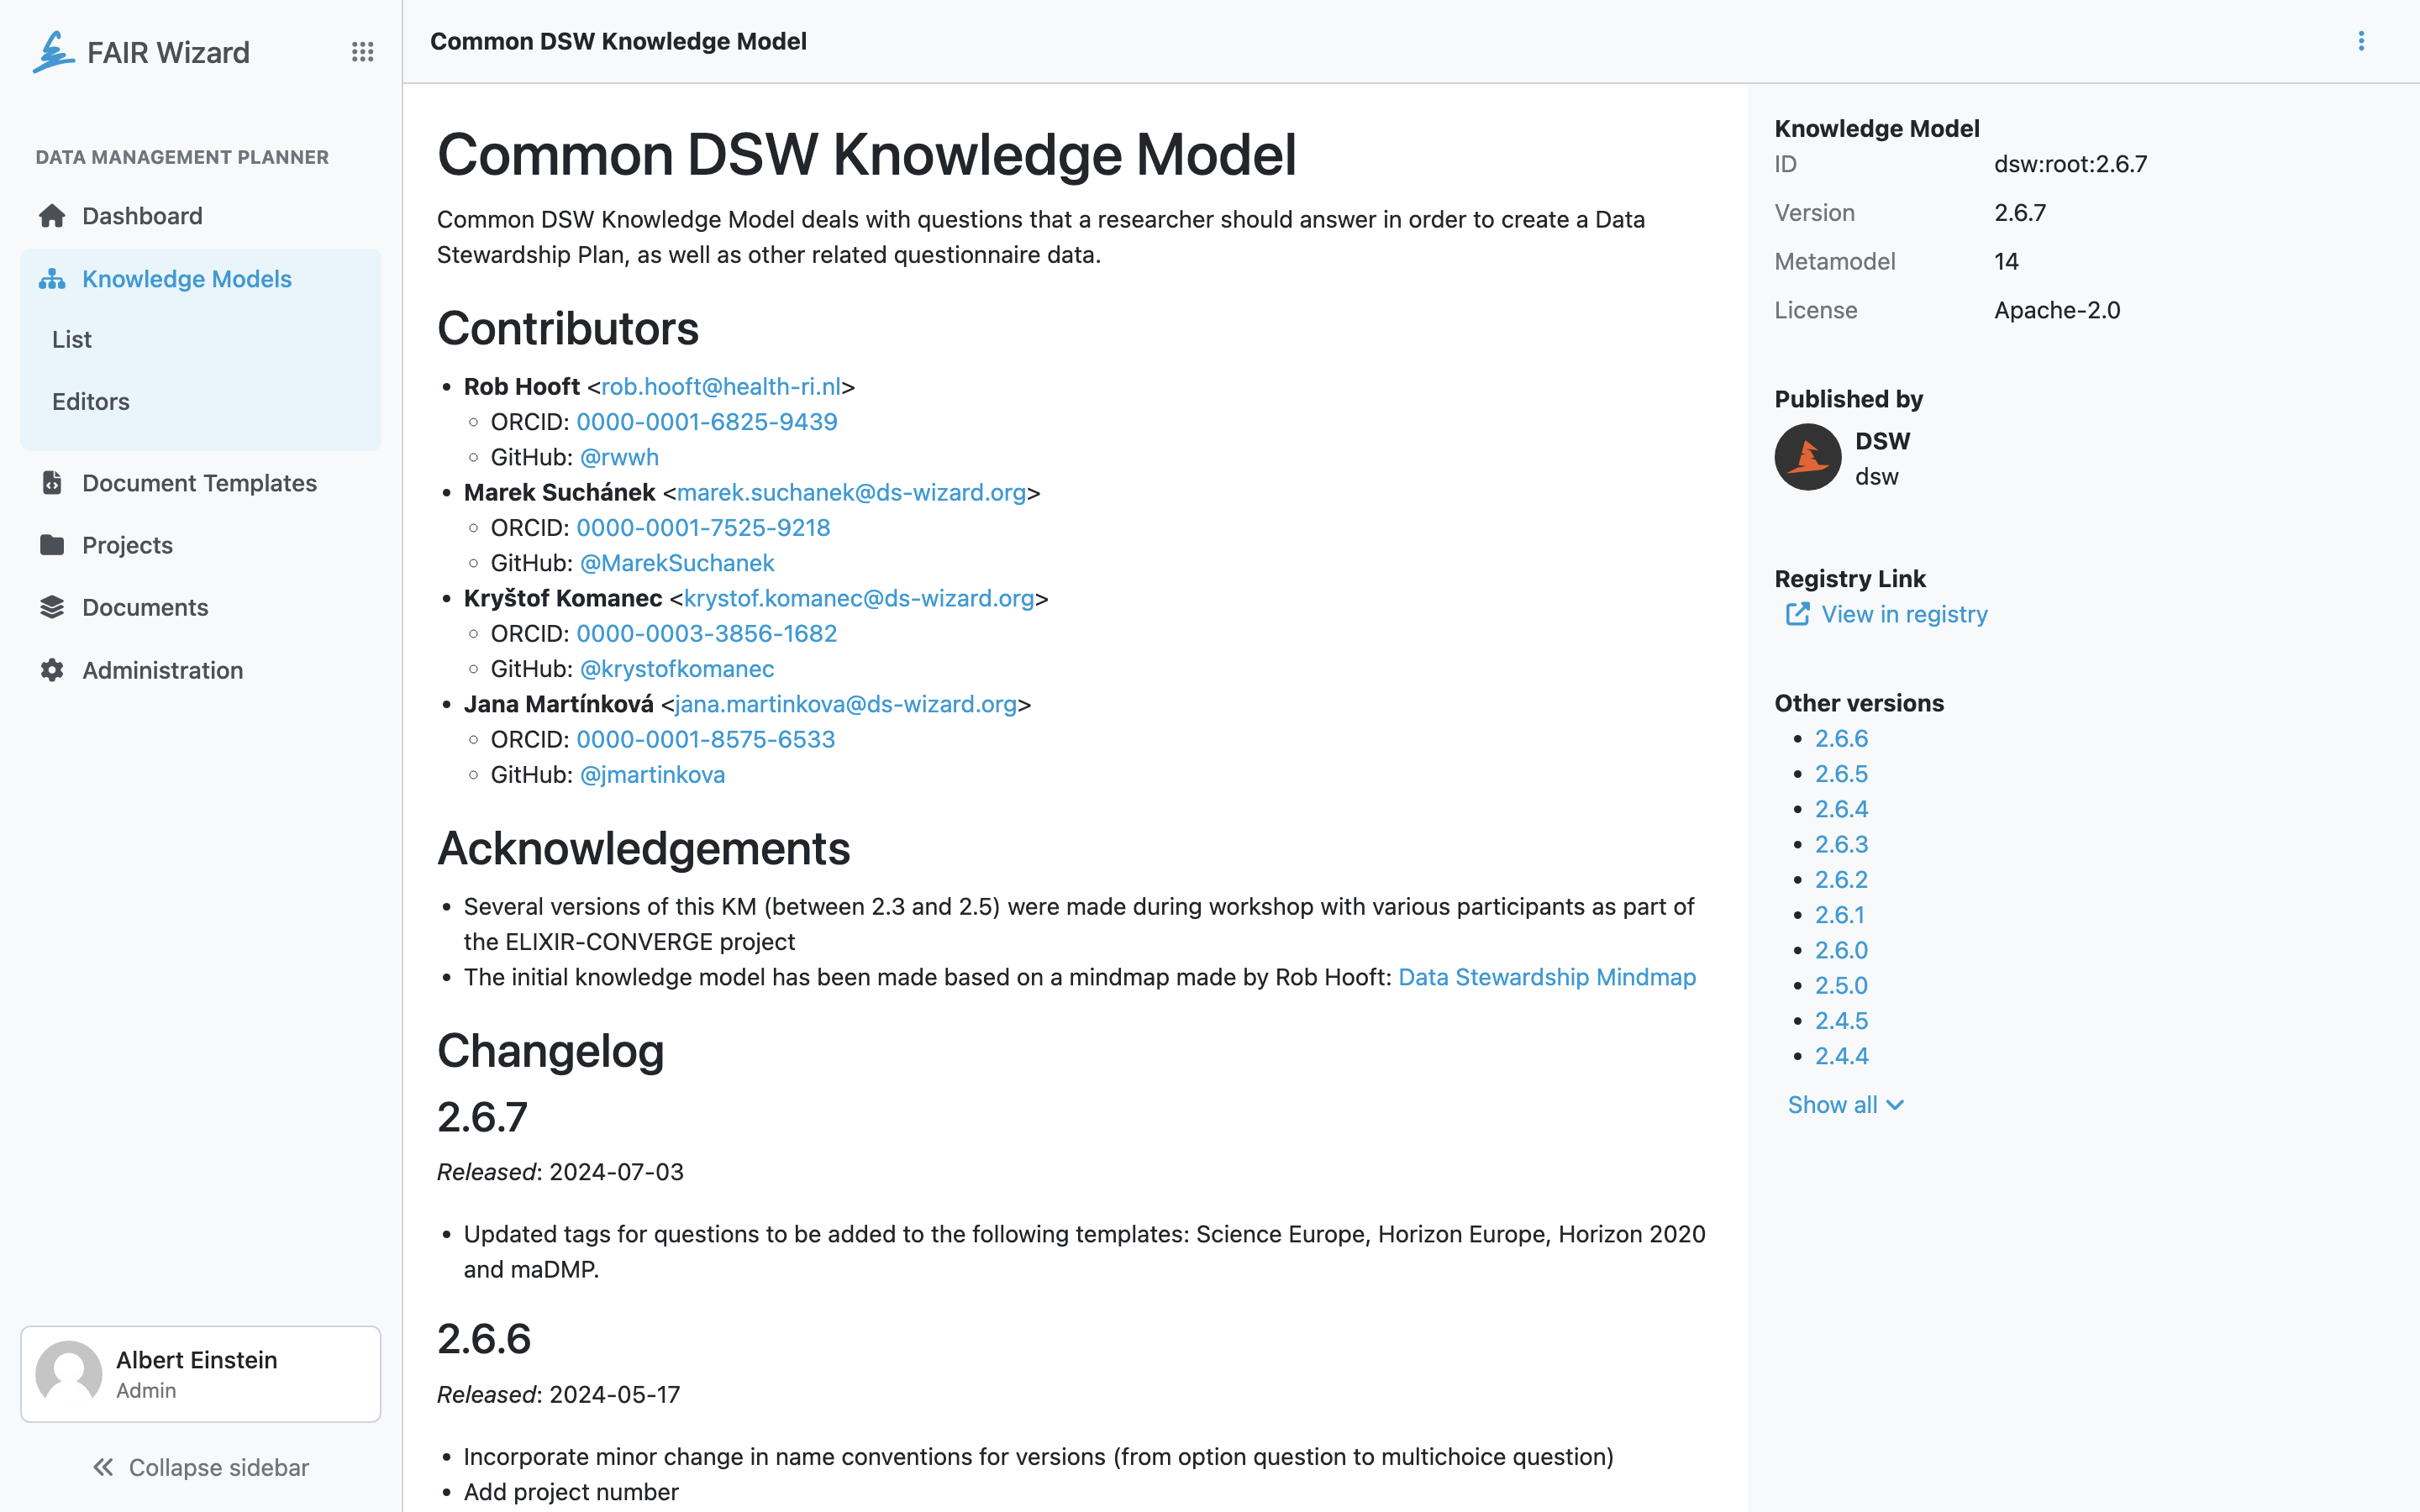 FAIR Wizard
DATA MANAGEMENT PLANNER
Dashboard
Knowledge Models
List
Editors
Document Templates
Projects
Documents
Administration
Albert Einstein
Admin
Collapse sidebar
Common DSW Knowledge Model
Common DSW Knowledge Model
Common DSW Knowledge Model deals with questions that a researcher should answer in order to create a Data
Stewardship Plan, as well as other related questionnaire data.
Contributors
Rob Hooft <rob.hooft@health-ri.nl>
ORCID: 0000-0001-6825-9439
GitHub: @rwwh
Marek Suchánek <marek.suchanek@ds-wizard.org>
ORCID: 0000-0001-7525-9218
GitHub: @MarekSuchanek
Kryštof Komanec <krystof.komanec@ds-wizard.org>
ORCID: 0000-0003-3856-1682
GitHub: @krystofkomanec
Jana Martínková <jana.martinkova@ds-wizard.org>
ORCID: 0000-0001-8575-6533
GitHub: @jmartinkova
Acknowledgements
Several versions of this KM (between 2.3 and 2.5) were made during workshop with various participants as part of
the ELIXIR-CONVERGE project
The initial knowledge model has been made based on a mindmap made by Rob Hooft: Data Stewardship Mindmap
Changelog
2.6.7
Released: 2024-07-03
Updated tags for questions to be added to the following templates: Science Europe, Horizon Europe, Horizon 2020
and maDMP.
2.6.6
Released: 2024-05-17
Incorporate minor change in name conventions for versions (from option question to multichoice question)
Add project number
Knowledge Model
ID dsw:root:2.6.7
Version 2.6.7
Metamodel 14
License Apache-2.0
Published by
DSW
dsw
Registry Link
View in registry
Other versions
2.6.6
2.6.5
2.6.4
2.6.3
2.6.2
2.6.1
2.6.0
2.5.0
2.4.5
2.4.4
Show all